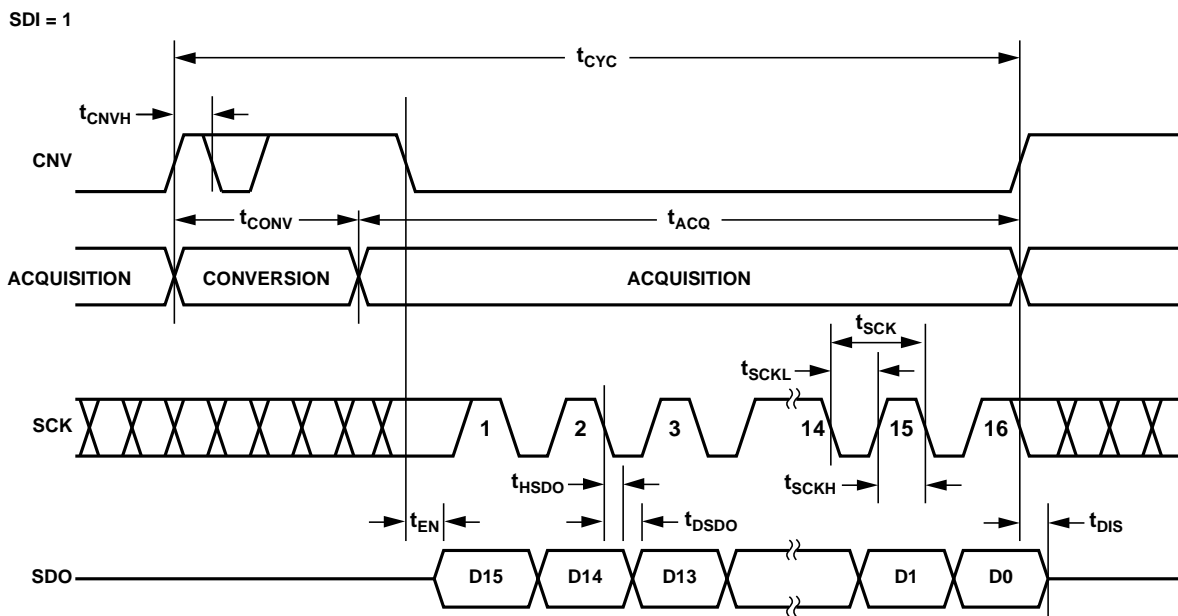 SDI = 1
tCYC
tCNVH
CNV
tCONV
tACQ
ACQUISITION
CONVERSION
ACQUISITION
tSCK
tSCKL
SCK
1
2
3
14
15
16
tHSDO
tSCKH
tEN
tDSDO
tDIS
SDO
D15
D14
D13
D1
D0